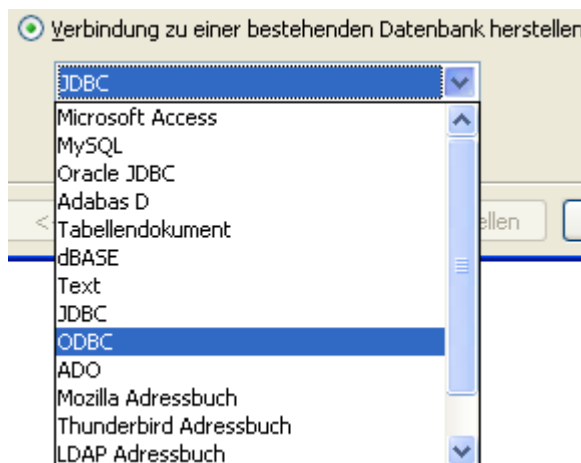 Verbindung zu einer bestehenden Datenbank herstellen
JDBC
Microsoft Access
MySQL
Oracle JDBC
Adabas D
Tabellendokument
dBASE
Text
JDBC
ODBC
ADO
Mozilla Adressbuch
Thunderbird Adressbuch
LDAP Adressbuch
<
ellen